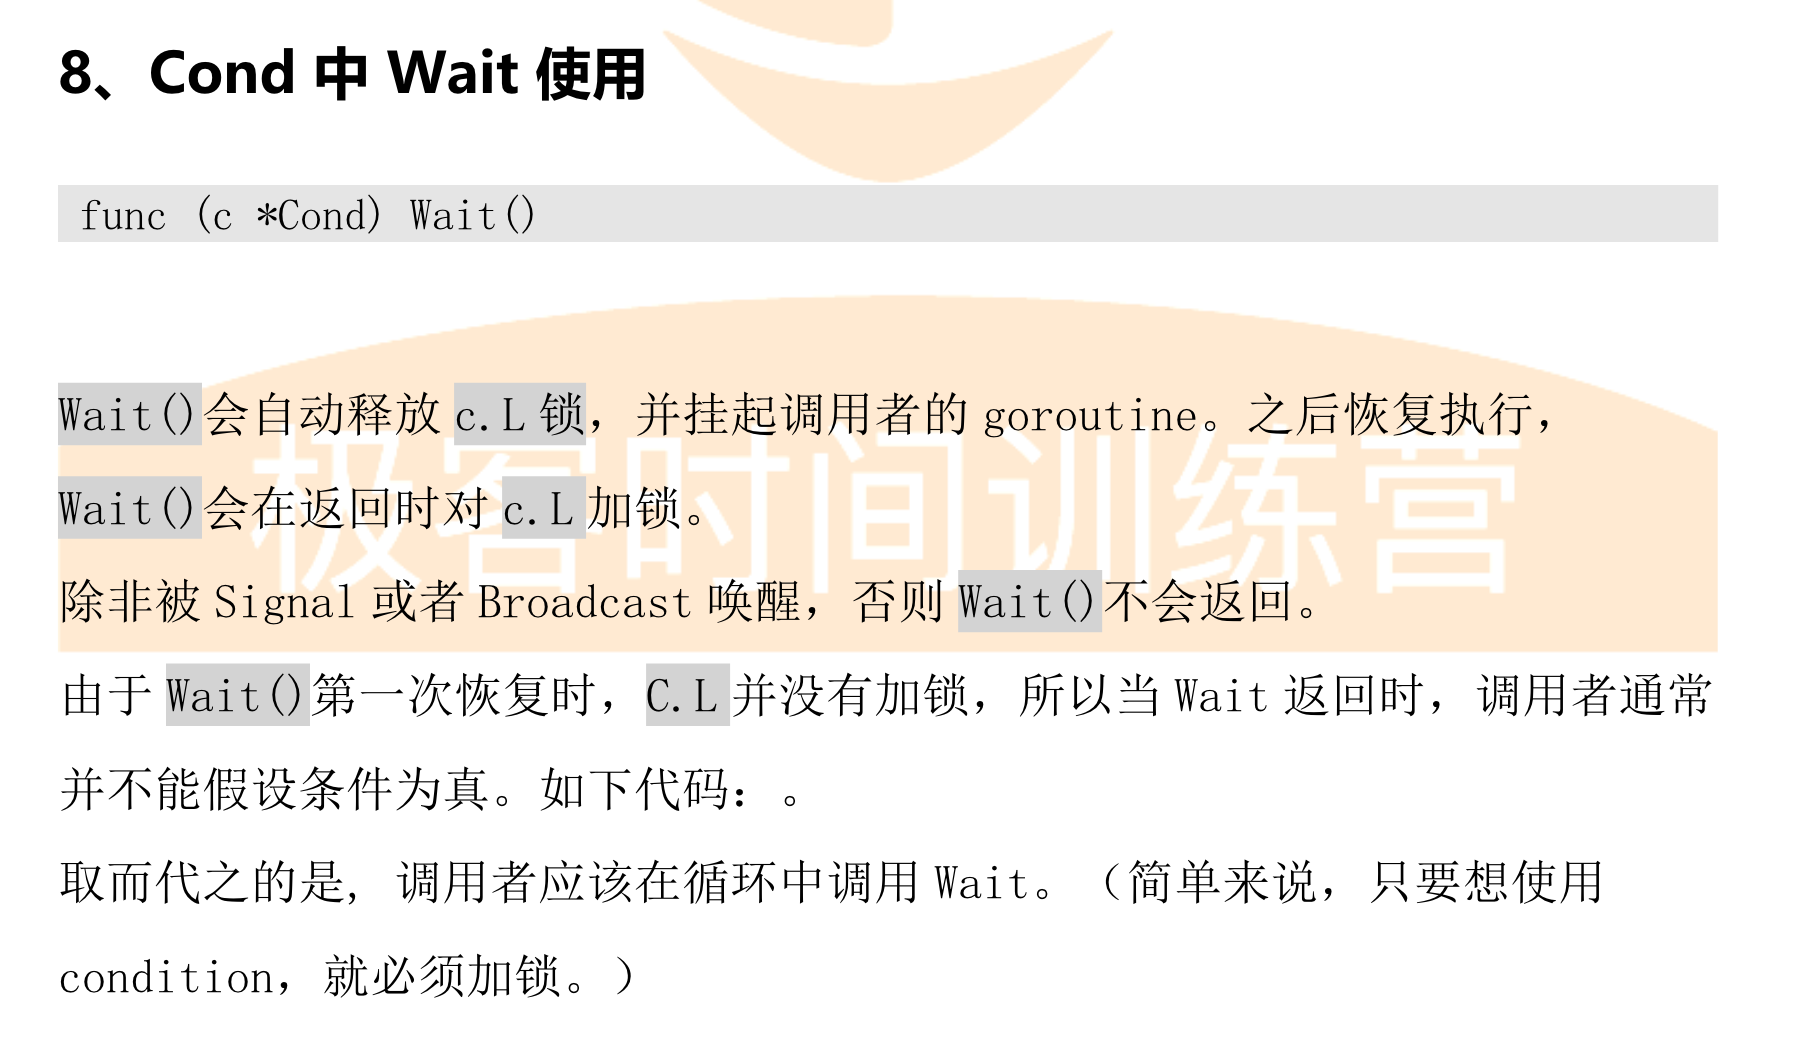 8、Cond 中 Wait 使用
func (c *Cond) Wait()
Wait()会自动释放 c.L 锁，并挂起调用者的 goroutine。之后恢复执行，
Wait()会在返回时对 c.L 加锁。
极客时间训练营
除非被 Signal 或者 Broadcast 唤醒，否则 Wait()不会返回。
由于 Wait()第一次恢复时，C.L 并没有加锁，所以当 Wait 返回时，调用者通常
并不能假设条件为真。如下代码：。
取而代之的是, 调用者应该在循环中调用 Wait。（简单来说，只要想使用
condition，就必须加锁。）